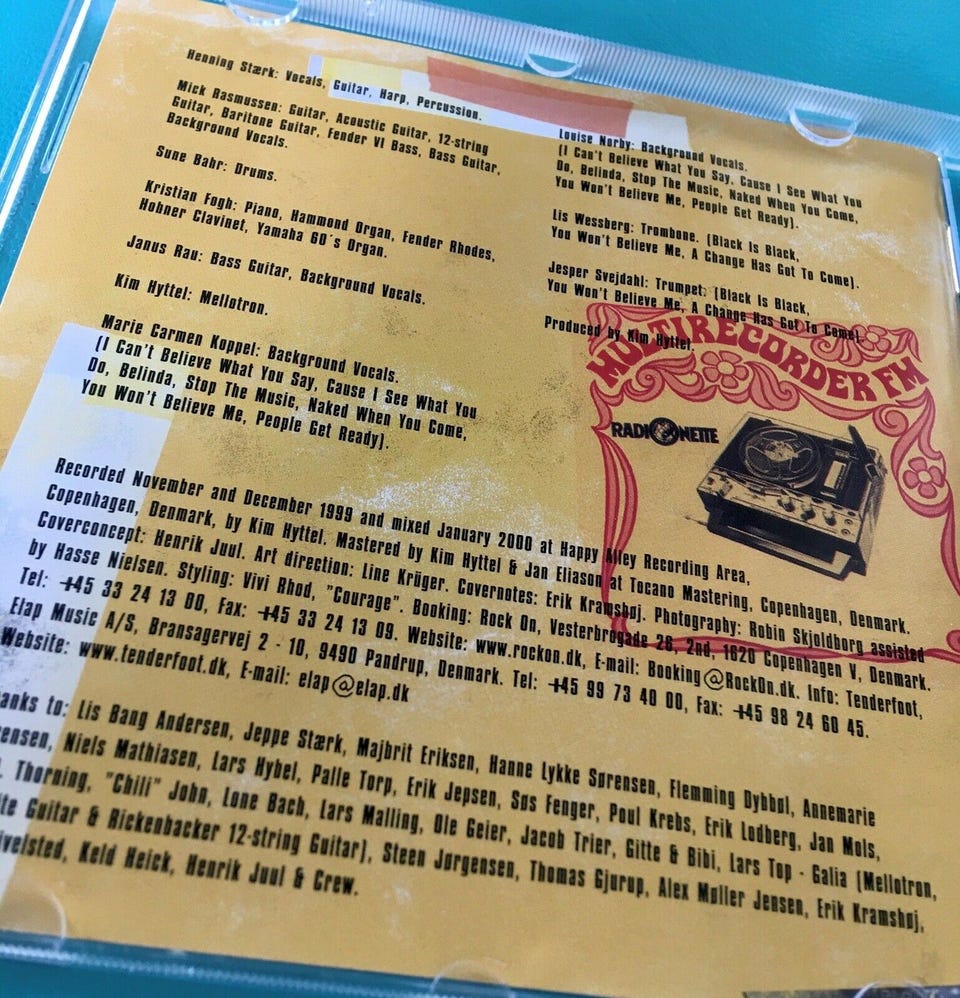 Henning Stærk: Vocals, Guitar, Harp, Percussion.
Mick Rasmussen: Guitar, Acoustic Guitar, 12-string
Guitar, Baritone Guitar, Fender VI Bass, Bass Guitar,
Background Vocals.
Sune Bahr: Drums.
Kristian Fogh: Piano, Hammond Organ, Fender Rhodes,
Hohner Clavinet, Yamaha 60´s Organ.
Janus Rau: Bass Guitar, Background Vocals.
Kim Hyttel: Mellotron.
Marie Carmen Koppel: Background Vocals.
(I Can't Believe What You Say, Cause I See What You
Do, Belinda, Stop The Music, Naked When You Come,
You Won't Believe Me, People Get Ready).
Louise Norby: Background Vocals.
(I Can't Believe What You Say, Cause I See What You
Do, Belinda, Stop The Music, Naked When You Come,
You Won't Believe Me, People Get Ready).
Lis Wessberg: Trombone. (Black Is Black,
You Won't Believe Me, A Change Has Got To Come).
Jesper Svejdahl: Trumpet. (Black Is Black,
You Won't Believe Me, A Change Has Got To Come).
Produced by Kim Hyttel.
MULTIRECORDER FM
RADIONETTE
Recorded November and December 1999 and mixed January 2000 at Happy Alley Recording Area,
Copenhagen, Denmark, by Kim Hyttel. Mastered by Kim Hyttel & Jan Eliason at Tocano Mastering, Copenhagen, Denmark.
Coverconcept: Henrik Juul. Art direction: Line Krüger. Covernotes: Erik Kramshøj. Photography: Robin Skjoldborg assisted
by Hasse Nielsen. Styling: Vivi Rhod, "Courage". Booking: Rock On, Vesterbrogade 26, 2nd, 1620 Copenhagen V, Denmark.
Tel: +45 33 24 13 00, Fax: +45 33 24 13 09. Website: www.rockon.dk, E-mail: Booking@RockOn.dk. Info: Tenderfoot,
Elap Music A/S, Bransagervej 2 - 10, 9490 Pandrup, Denmark. Tel: +45 99 73 40 00, Fax: +45 98 24 60 45.
Website: www.tenderfoot.dk, E-mail: elap@elap.dk
anks to: Lis Bang Andersen, Jeppe Stærk, Majbrit Eriksen, Hanne Lykke Sørensen, Flemming Dybbøl, Annemarie
ensen, Niels Mathiasen, Lars Hybel, Palle Torp, Erik Jepsen, Søs Fenger, Poul Krebs, Erik Lodberg, Jan Mols,
. Thorning, "Chili" John, Lone Bach, Lars Malling, Ole Geier, Jacob Trier, Gitte & Bibi, Lars Top - Galia (Mellotron,
te Guitar & Rickenbacker 12-string Guitar), Steen Jørgensen, Thomas Gjurup, Alex Møller Jensen, Erik Kramshøj,
velsted, Keld Heick, Henrik Juul & Crew.